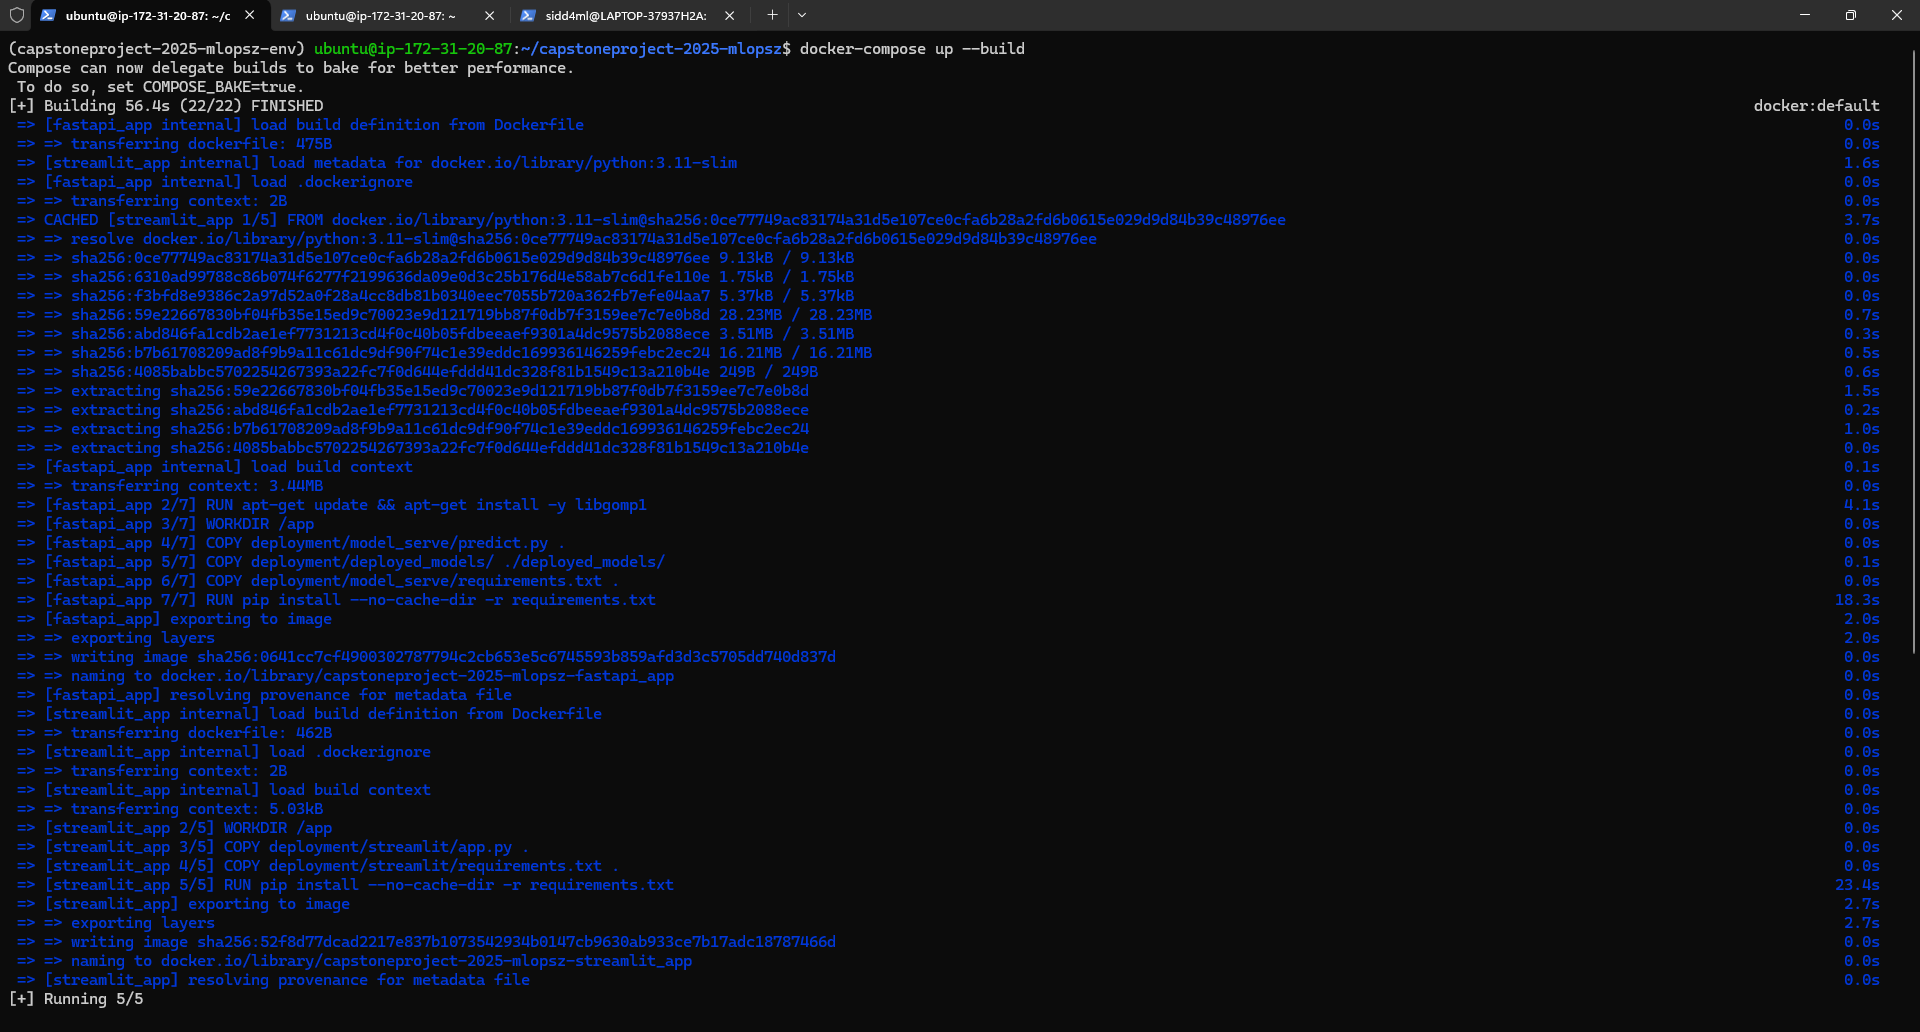 ubuntu@ip-172-31-20-87: ~/c
ubuntu@ip-172-31-20-87: ~
sidd4ml@LAPTOP-37937H2A:
(capstoneproject-2025-mlopsz-env) ubuntu@ip-172-31-20-87:~/capstoneproject-2025-mlopsz$ docker-compose up --build
Compose can now delegate builds to bake for better performance.
To do so, set COMPOSE_BAKE=true.
[+] Building 56.4s (22/22) FINISHED docker:default
=> [fastapi_app internal] load build definition from Dockerfile 0.0s
=> => transferring dockerfile: 475B 0.0s
=> [streamlit_app internal] load metadata for docker.io/library/python:3.11-slim 1.6s
=> [fastapi_app internal] load .dockerignore 0.0s
=> => transferring context: 2B 0.0s
=> CACHED [streamlit_app 1/5] FROM docker.io/library/python:3.11-slim@sha256:0ce77749ac83174a31d5e107ce0cfa6b28a2fd6b0615e029d9d84b39c48976ee 3.7s
=> => resolve docker.io/library/python:3.11-slim@sha256:0ce77749ac83174a31d5e107ce0cfa6b28a2fd6b0615e029d9d84b39c48976ee 0.0s
=> => sha256:0ce77749ac83174a31d5e107ce0cfa6b28a2fd6b0615e029d9d84b39c48976ee 9.13kB / 9.13kB 0.0s
=> => sha256:6310ad99788c86b074f6277f2199636da09e0d3c25b176d4e58ab7c6d1fe110e 1.75kB / 1.75kB 0.0s
=> => sha256:f3bfd8e9386c2a97d52a0f28a4cc8db81b0340eec7055b720a362fb7efe04aa7 5.37kB / 5.37kB 0.0s
=> => sha256:59e22667830bf04fb35e15ed9c70023e9d121719bb87f0db7f3159ee7c7e0b8d 28.23MB / 28.23MB 0.7s
=> => sha256:abd846fa1cdb2ae1ef7731213cd4f0c40b05fdbeeaef9301a4dc9575b2088ece 3.51MB / 3.51MB 0.3s
=> => sha256:b7b61708209ad8f9b9a11c61dc9df90f74c1e39eddc169936146259febc2ec24 16.21MB / 16.21MB 0.5s
=> => sha256:4085babbc5702254267393a22fc7f0d644efddd41dc328f81b1549c13a210b4e 249B / 249B 0.6s
=> => extracting sha256:59e22667830bf04fb35e15ed9c70023e9d121719bb87f0db7f3159ee7c7e0b8d 1.5s
=> => extracting sha256:abd846fa1cdb2ae1ef7731213cd4f0c40b05fdbeeaef9301a4dc9575b2088ece 0.2s
=> => extracting sha256:b7b61708209ad8f9b9a11c61dc9df90f74c1e39eddc169936146259febc2ec24 1.0s
=> => extracting sha256:4085babbc5702254267393a22fc7f0d644efddd41dc328f81b1549c13a210b4e 0.0s
=> [fastapi_app internal] load build context 0.1s
=> => transferring context: 3.44MB 0.0s
=> [fastapi_app 2/7] RUN apt-get update && apt-get install -y libgomp1 4.1s
=> [fastapi_app 3/7] WORKDIR /app 0.0s
=> [fastapi_app 4/7] COPY deployment/model_serve/predict.py . 0.0s
=> [fastapi_app 5/7] COPY deployment/deployed_models/ ./deployed_models/ 0.1s
=> [fastapi_app 6/7] COPY deployment/model_serve/requirements.txt . 0.0s
=> [fastapi_app 7/7] RUN pip install --no-cache-dir -r requirements.txt 18.3s
=> [fastapi_app] exporting to image 2.0s
=> => exporting layers 2.0s
=> => writing image sha256:0641cc7cf4900302787794c2cb653e5c6745593b859afd3d3c5705dd740d837d 0.0s
=> => naming to docker.io/library/capstoneproject-2025-mlopsz-fastapi_app 0.0s
=> [fastapi_app] resolving provenance for metadata file 0.0s
=> [streamlit_app internal] load build definition from Dockerfile 0.0s
=> => transferring dockerfile: 462B 0.0s
=> [streamlit_app internal] load .dockerignore 0.0s
=> => transferring context: 2B 0.0s
=> [streamlit_app internal] load build context 0.0s
=> => transferring context: 5.03kB 0.0s
=> [streamlit_app 2/5] WORKDIR /app 0.0s
=> [streamlit_app 3/5] COPY deployment/streamlit/app.py . 0.0s
=> [streamlit_app 4/5] COPY deployment/streamlit/requirements.txt . 0.0s
=> [streamlit_app 5/5] RUN pip install --no-cache-dir -r requirements.txt 23.4s
=> [streamlit_app] exporting to image 2.7s
=> => exporting layers 2.7s
=> => writing image sha256:52f8d77dcad2217e837b1073542934b0147cb9630ab933ce7b17adc18787466d 0.0s
=> => naming to docker.io/library/capstoneproject-2025-mlopsz-streamlit_app 0.0s
=> [streamlit_app] resolving provenance for metadata file 0.0s
[+] Running 5/5